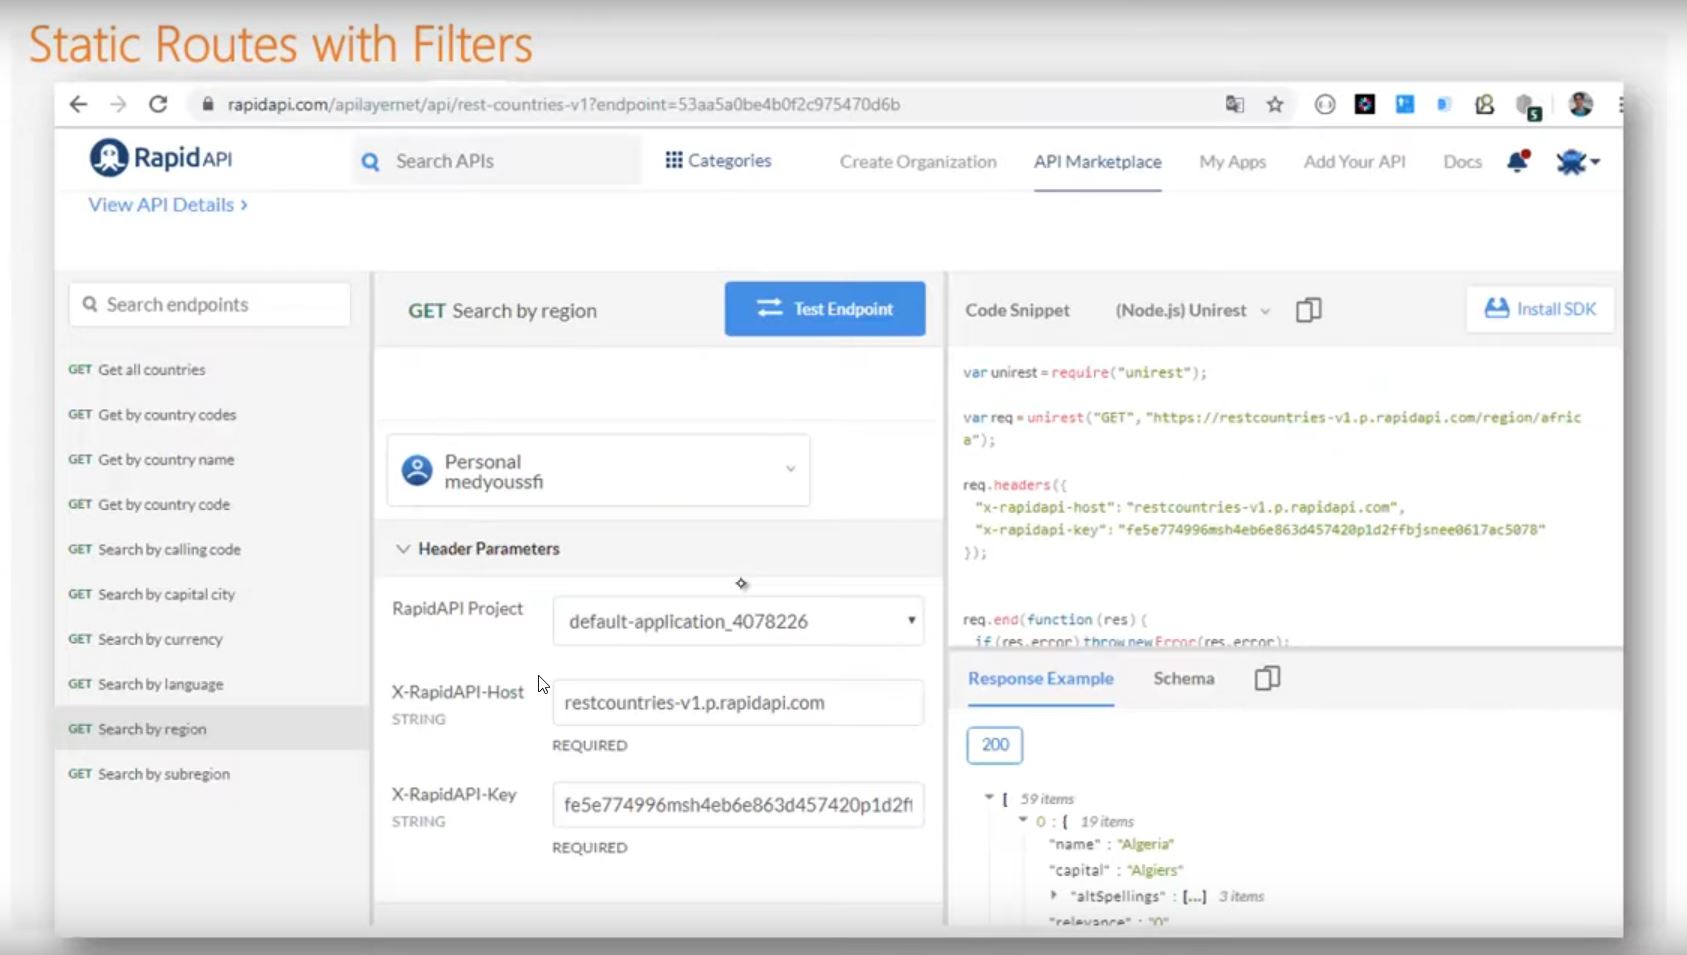 Static Routes with Filters
rapidapi.com/apilayernet/api/rest-countries-v1?endpoint=53aa5a0be4b0f2c975470d6b
5
Rapid API
Search APIs
Categories
Create Organization
API Marketplace
My Apps
Add Your API
Docs
View API Details >
Search endpoints
GET Get all countries
GET Get by country codes
GET Get by country name
GET Get by country code
GET Search by calling code
GET Search by capital city
GET Search by currency
GET Search by language
GET Search by region
GET Search by subregion
GET Search by region
Test Endpoint
Personal
medyoussfi
Header Parameters
RapidAPI Project
default-application_4078226
X-RapidAPI-Host
STRING
restcountries-v1.p.rapidapi.com
REQUIRED
X-RapidAPI-Key
STRING
fe5e774996msh4eb6e863d457420p1d2f
REQUIRED
Code Snippet
(Node.js) Unirest
Install SDK
var unirest = require("unirest");
var req = unirest("GET", "https://restcountries-v1.p.rapidapi.com/region/afric
a");
req.headers({
"x-rapidapi-host": "restcountries-v1.p.rapidapi.com",
"x-rapidapi-key": "fe5e774996msh4eb6e863d457420p1d2ffbjsnee0617ac5078"
});
req.end(function (res) {
if (res.error) throw new Error(res.error);
Response Example
Schema
200
[ 59 items
0 : { 19 items
"name" : "Algeria"
"capital" : "Algiers"
"altSpellings" : [...] 3 items
"relevance" : "0"